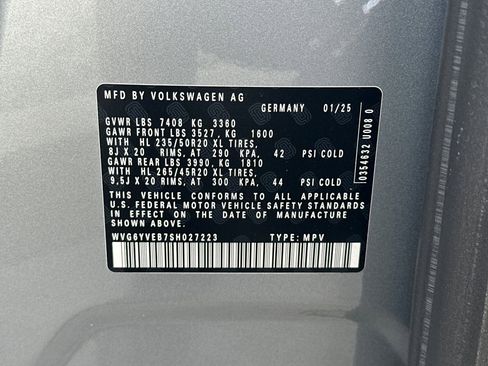 MFD BY VOLKSWAGEN AG
GERMANY 01/25
GVWR LBS 7408 KG 3360
GAWR FRONT LBS 3527, KG 1600
WITH HL 235/50R20 XL TIRES,
8J X 20 RIMS, AT 290 KPA, 42 PSI COLD
GAWR REAR LBS 3990, KG 1810
WITH HL 265/45R20 XL TIRES,
9,5J X 20 RIMS, AT 300 KPA, 44 PSI COLD
THIS VEHICLE CONFORMS TO ALL APPLICABLE
U.S. FEDERAL MOTOR VEHICLE SAFETY STANDARDS
IN EFFECT ON THE DATE OF MANUFACTURE
SHOWN ABOVE.
WVG6YVEB7SH027223 TYPE: MPV
0354632 U008 0